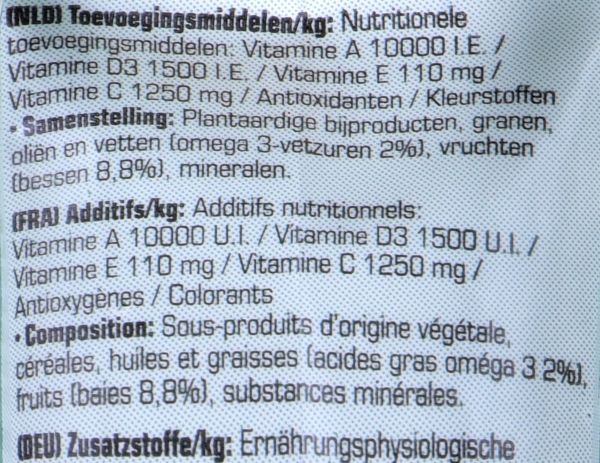 (NLD) Toevoegingsmiddelen/kg: Nutritionele
toevoegingsmiddelen: Vitamine A 10000 I.E. /
Vitamine D3 1500 I.E. / Vitamine E 110 mg /
Vitamine C 1250 mg / Antioxidanten / Kleurstoffen
• Samenstelling: Plantaardige bijproducten, granen,
oliën en vetten (omega 3-vetzuren 2%), vruchten
(bessen 8,8%), mineralen.
(FRA) Additifs/kg: Additifs nutritionnels:
Vitamine A 10000 U.I. / Vitamine D3 1500 U.I. /
Vitamine E 110 mg / Vitamine C 1250 mg /
Antioxygènes / Colorants
• Composition: Sous-produits d'origine végétale,
céréales, huiles et graisses (acides gras oméga 3 2%),
fruits (baies 8,8%), substances minérales.
(DEU) Zusatzstoffe/kg: Ernährungsphysiologische